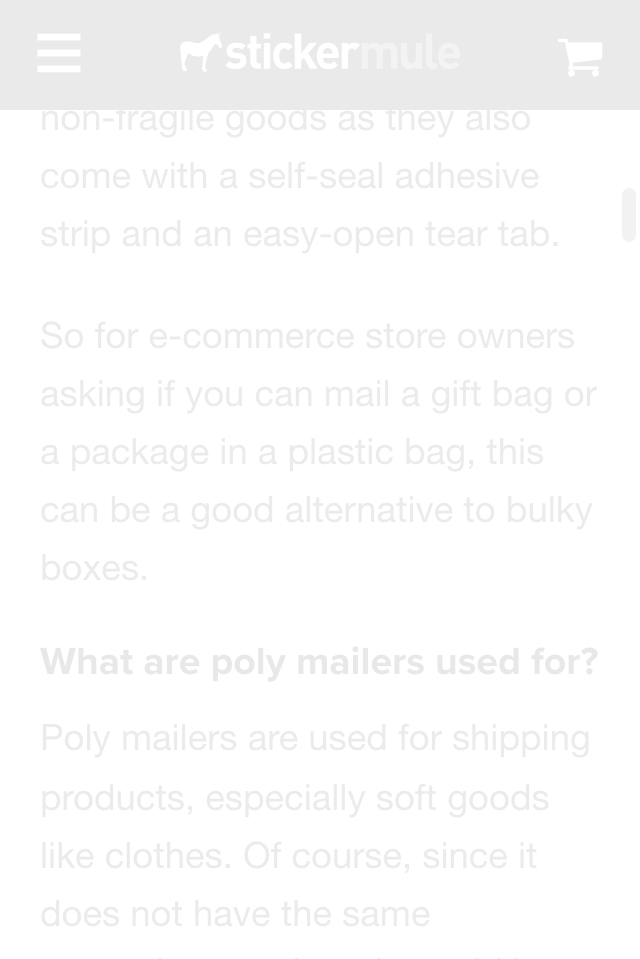 stickermule
non-fragile goods as they also
come with a self-seal adhesive
strip and an easy-open tear tab.
So for e-commerce store owners
asking if you can mail a gift bag or
a package in a plastic bag, this
can be a good alternative to bulky
boxes.
What are poly mailers used for?
Poly mailers are used for shipping
products, especially soft goods
like clothes. Of course, since it
does not have the same